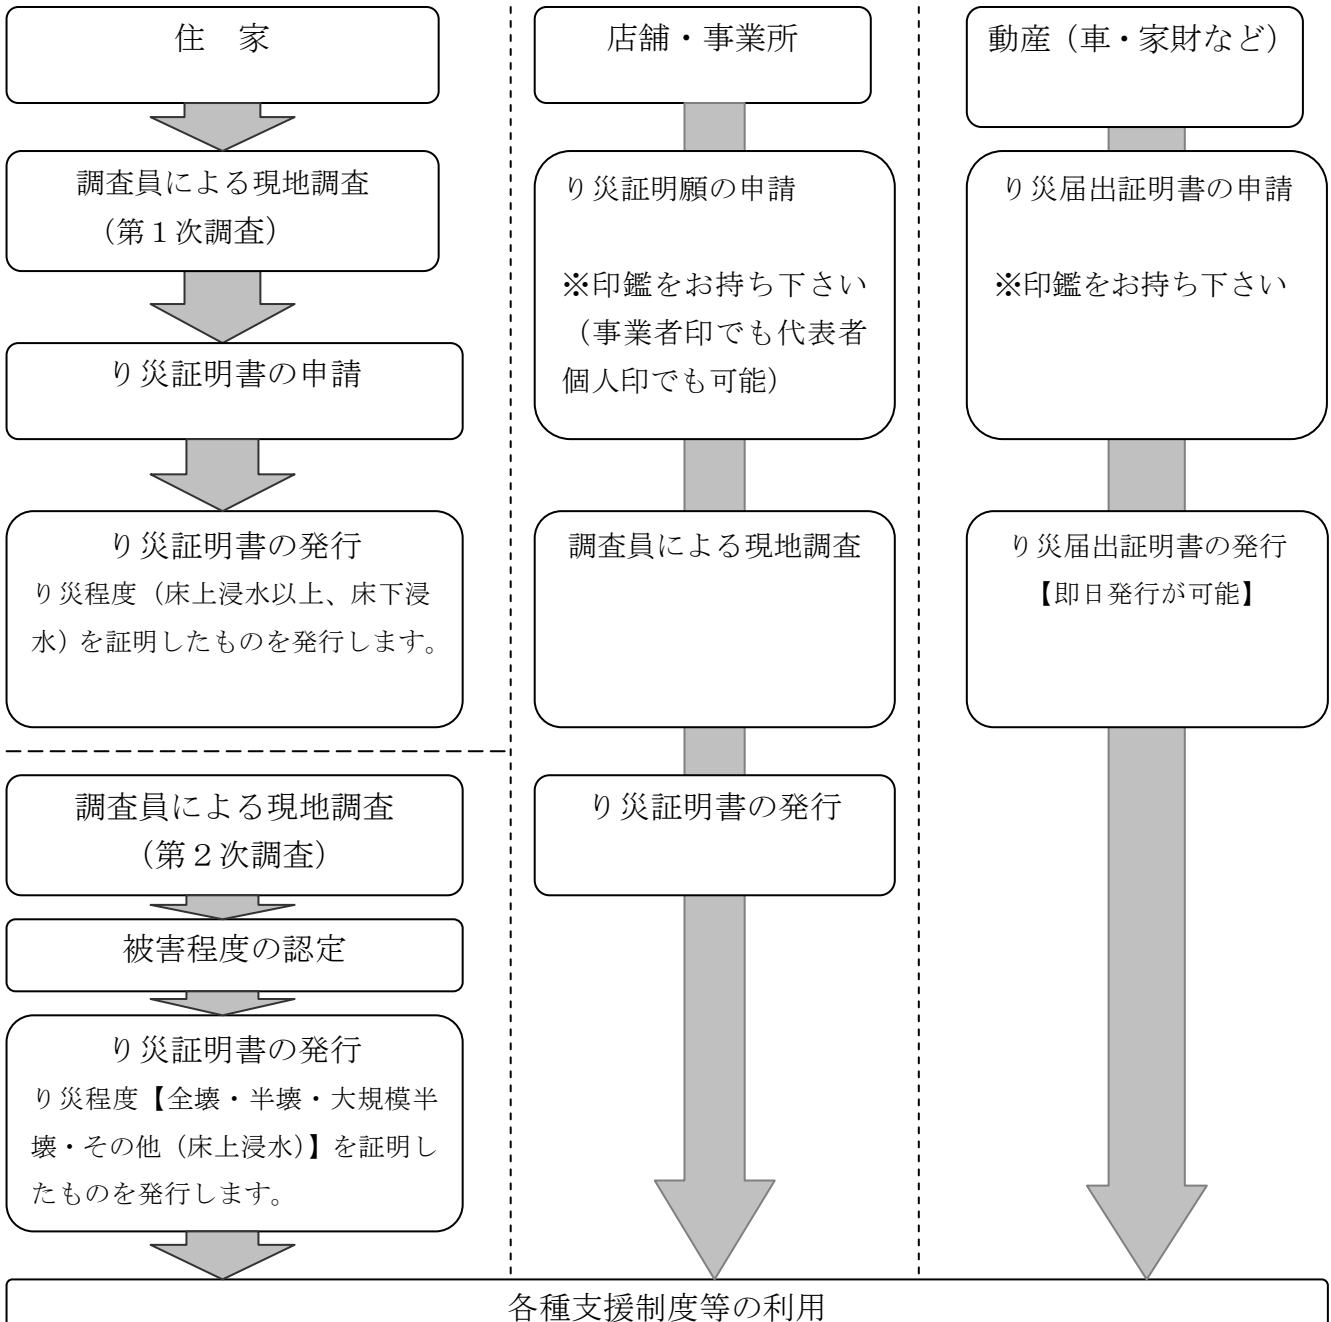 住　家
調査員による現地調査
（第１次調査）
り災証明書の申請
り災証明書の発行
り災程度（床上浸水以上、床下浸
水）を証明したものを発行します。
調査員による現地調査
（第２次調査）
被害程度の認定
り災証明書の発行
り災程度【全壊・半壊・大規模半
壊・その他（床上浸水）】を証明し
たものを発行します。
店舗・事業所
り災証明願の申請
※印鑑をお持ち下さい
（事業者印でも代表者
個人印でも可能）
調査員による現地調査
り災証明書の発行
動産（車・家財など）
り災届出証明書の申請
※印鑑をお持ち下さい
り災届出証明書の発行
【即日発行が可能】
各種支援制度等の利用